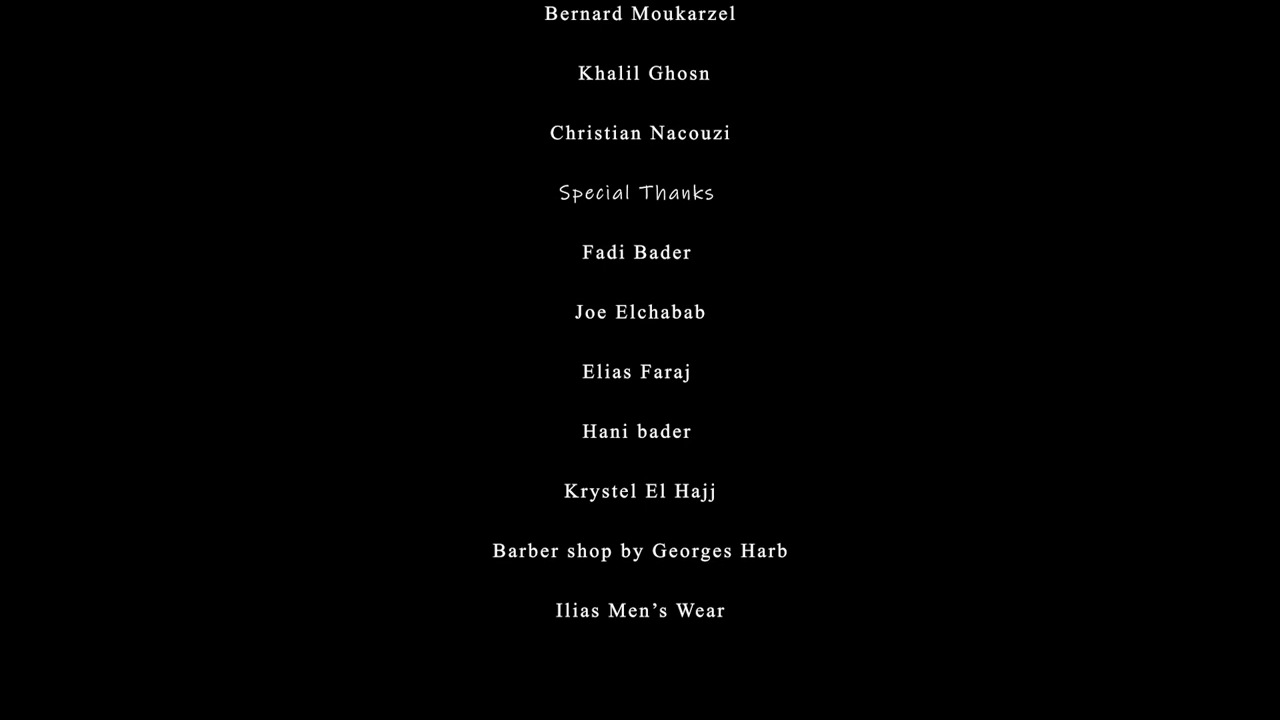 Bernard Moukarzel
Khalil Ghosn
Christian Nacouzi
Special Thanks
Fadi Bader
Joe Elchabab
Elias Faraj
Hani bader
Krystel El Hajj
Barber shop by Georges Harb
Ilias Men’s Wear